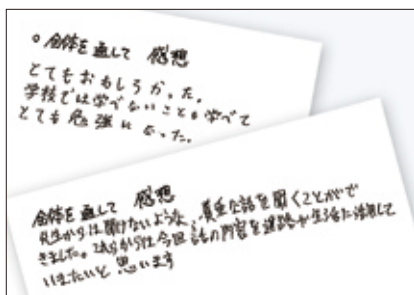 ○全体を通して 感想
とてもおもしろかった。
学校では学べないことも学べて
とても勉強になった。
全体を通して 感想
先生からは聞けないような、貴重な話を聞くことがで
きました。これからは今回の話の内容を進路や生活に活用して
いきたいと思います